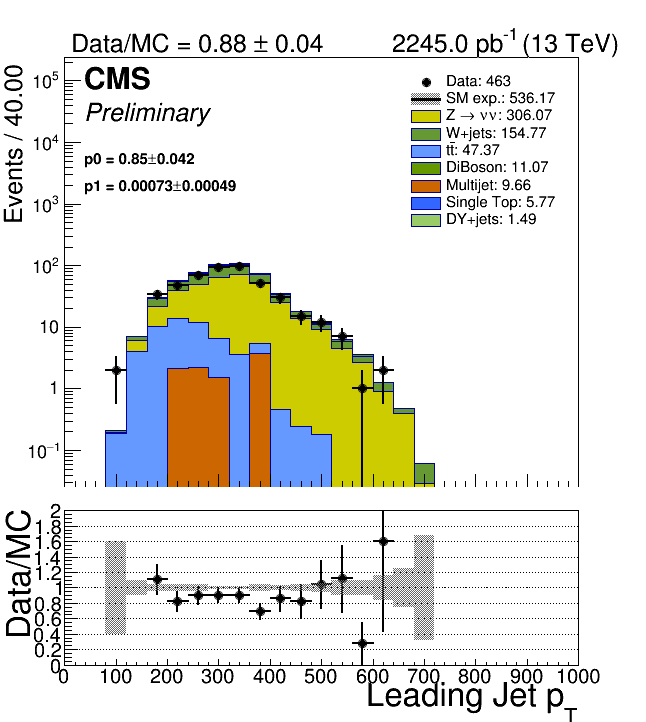 Data/MC = 0.88 ± 0.04 2245.0 pb⁻¹ (13 TeV)
CMS
Preliminary
p0 = 0.85±0.042
p1 = 0.00073±0.00049
Data: 463
SM exp.: 536.17
Z → νν: 306.07
W+jets: 154.77
tt̄: 47.37
DiBoson: 11.07
Multijet: 9.66
Single Top: 5.77
DY+jets: 1.49
Events / 40.00
10⁵
10⁴
10³
10²
10
1
10⁻¹
Data/MC
2
1.8
1.6
1.4
1.2
1
0.8
0.6
0.4
0.2
0
0 100 200 300 400 500 600 700 800 900 1000
Leading Jet p_T